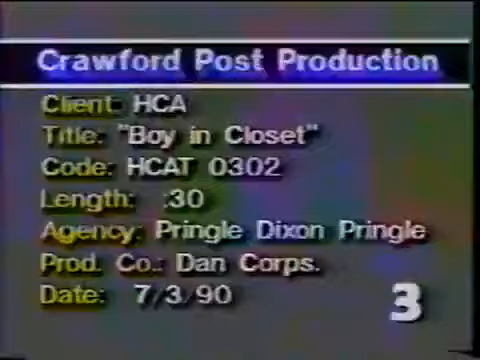 Crawford Post Production
Client: HCA
Title: "Boy in Closet"
Code: HCAT 0302
Length: :30
Agency: Pringle Dixon Pringle
Prod. Co.: Dan Corps.
Date: 7/3/90
3